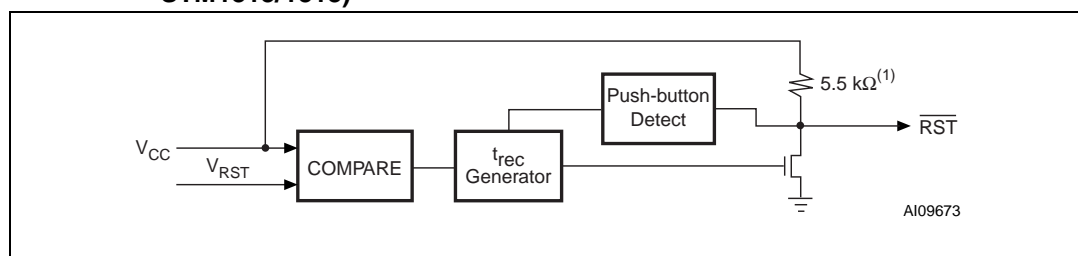 5.5 kΩ(1)
Push-button
Detect
RST
VCC
VRST
COMPARE
trec
Generator
AI09673